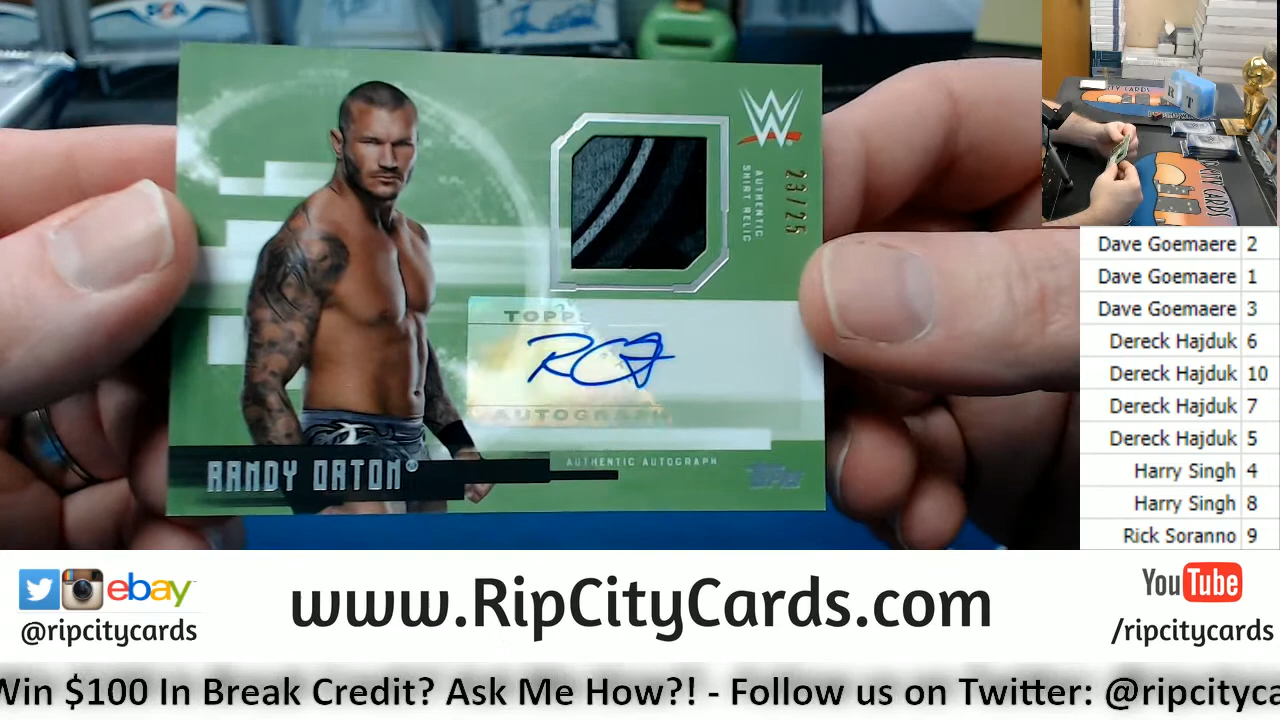 W
AUTHENTIC
SHIRT RELIC
23/25
TOPPS
AUTOGRAPH
RANDY ORTON®
AUTHENTIC AUTOGRAPH
TOPPS
R T
Dave Goemaere 2
Dave Goemaere 1
Dave Goemaere 3
Dereck Hajduk 6
Dereck Hajduk 10
Dereck Hajduk 7
Dereck Hajduk 5
Harry Singh 4
Harry Singh 8
Rick Soranno 9
ebay
@ripcitycards
www.RipCityCards.com
YouTube
/ripcitycards
Win $100 In Break Credit? Ask Me How?! - Follow us on Twitter: @ripcityca